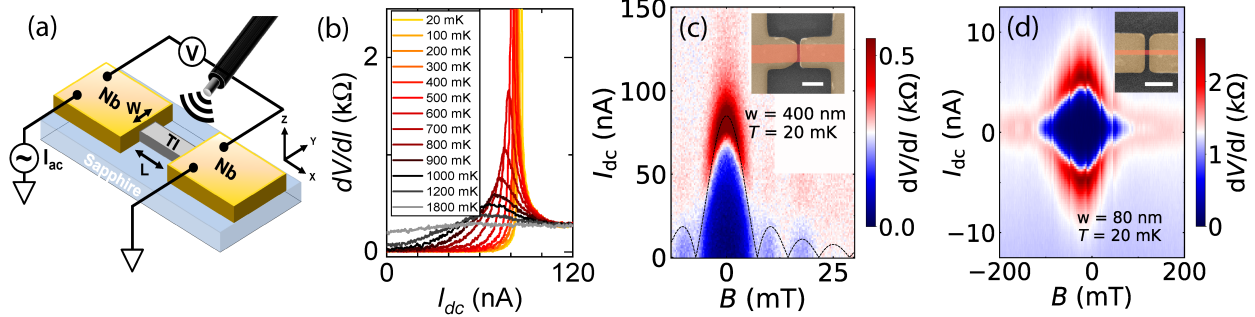 (a)
V
Nb
W
TI
Nb
L
I_ac
Sapphire
Z
Y
X
(b)
dV/dI (kΩ)
2
0
20 mK
100 mK
200 mK
300 mK
400 mK
500 mK
600 mK
700 mK
800 mK
900 mK
1000 mK
1200 mK
1800 mK
0 60 120
I_dc (nA)
(c)
I_dc (nA)
150
100
50
0
w = 400 nm
T = 20 mK
0 25
B (mT)
0.5
0.0
dV/dI (kΩ)
(d)
I_dc (nA)
10
0
-10
w = 80 nm
T = 20 mK
-200 0 200
B (mT)
2
1
0
dV/dI (kΩ)